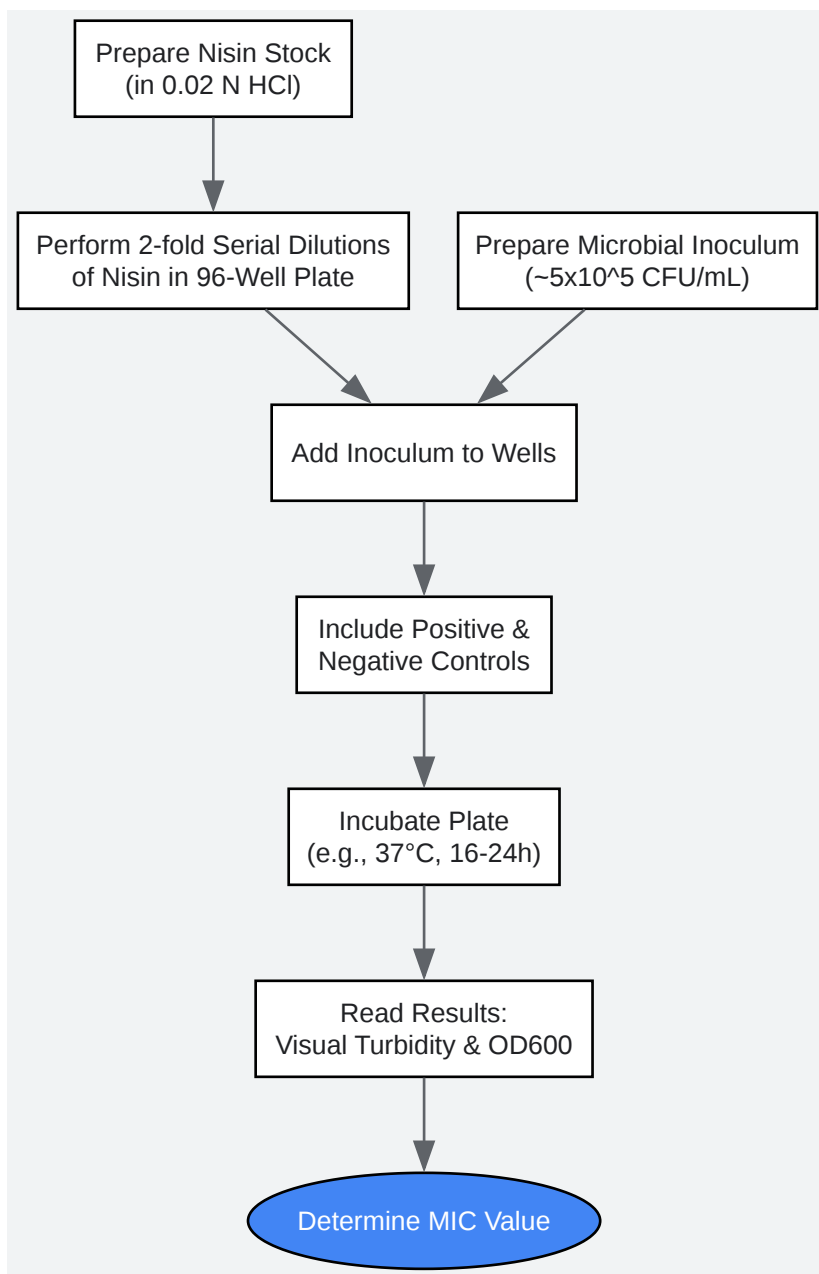 Prepare Nisin Stock
(in 0.02 N HCl)
Perform 2-fold Serial Dilutions
of Nisin in 96-Well Plate
Prepare Microbial Inoculum
(~5x10^5 CFU/mL)
Add Inoculum to Wells
Include Positive &
Negative Controls
Incubate Plate
(e.g., 37°C, 16-24h)
Read Results:
Visual Turbidity & OD600
Determine MIC Value